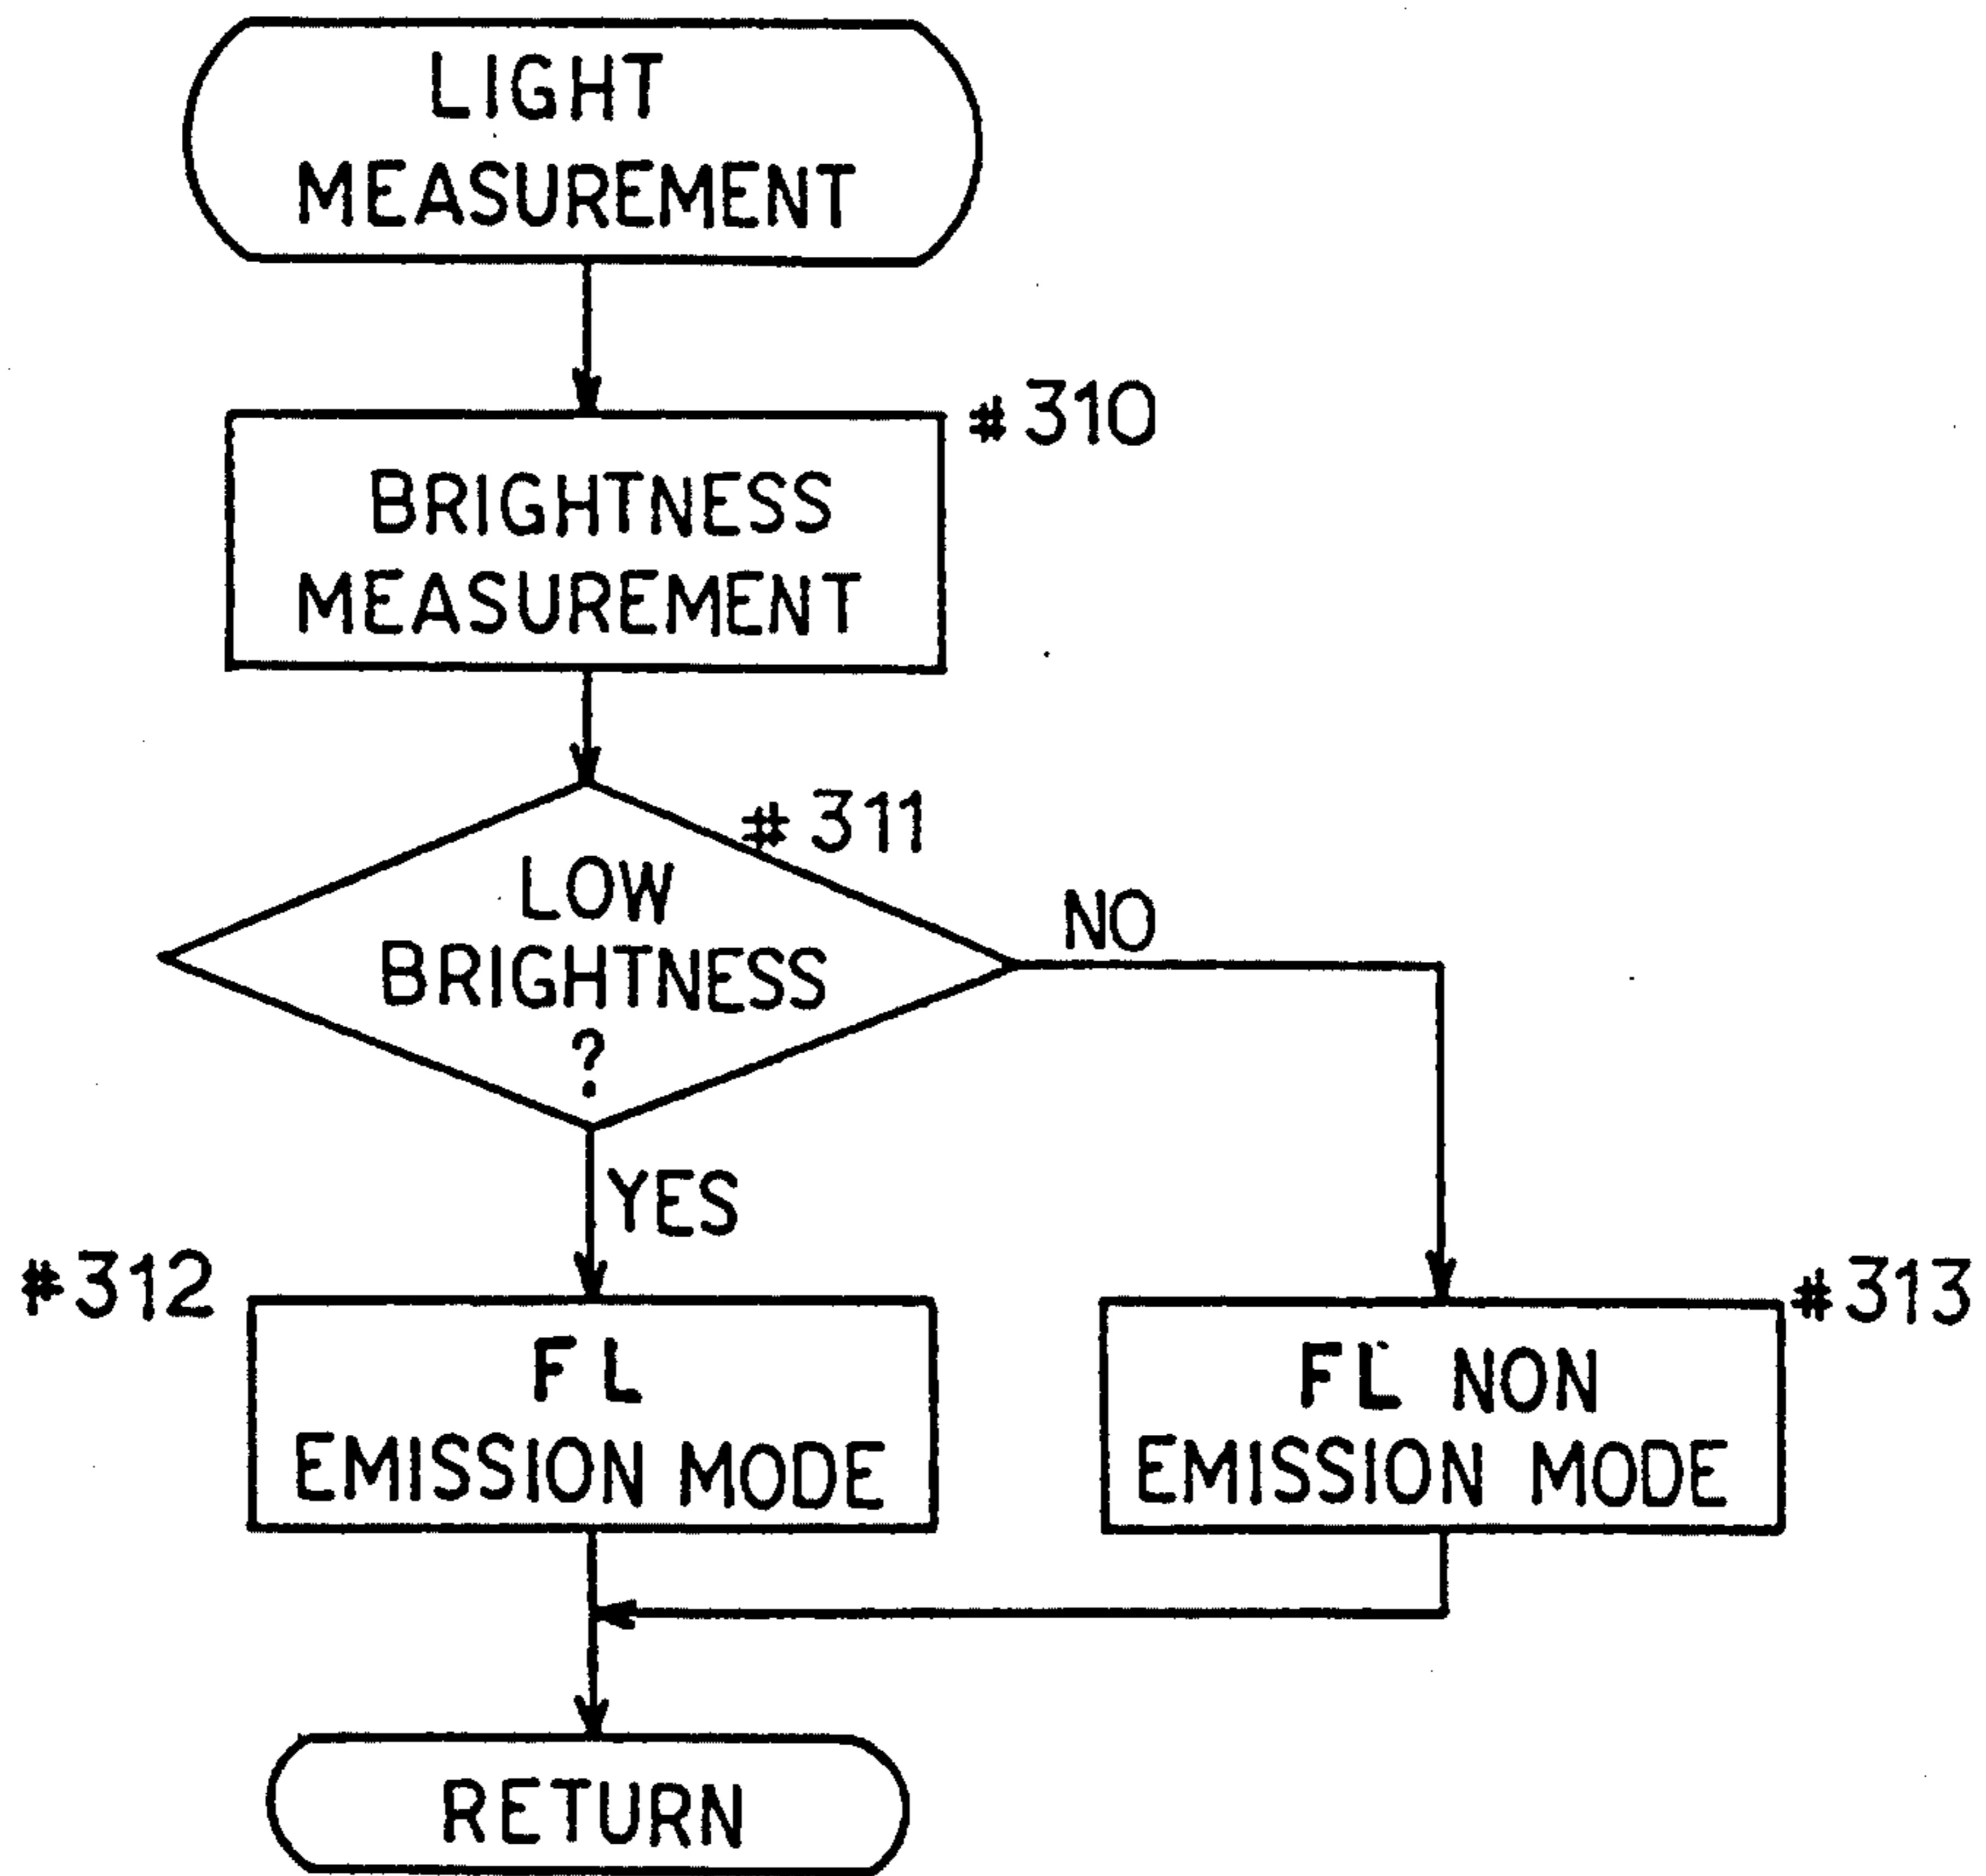 LIGHT
MEASUREMENT
#310
BRIGHTNESS
MEASUREMENT
#311
LOW
BRIGHTNESS
?
NO
YES
#312
FL
EMISSION MODE
#313
FL NON
EMISSION MODE
RETURN